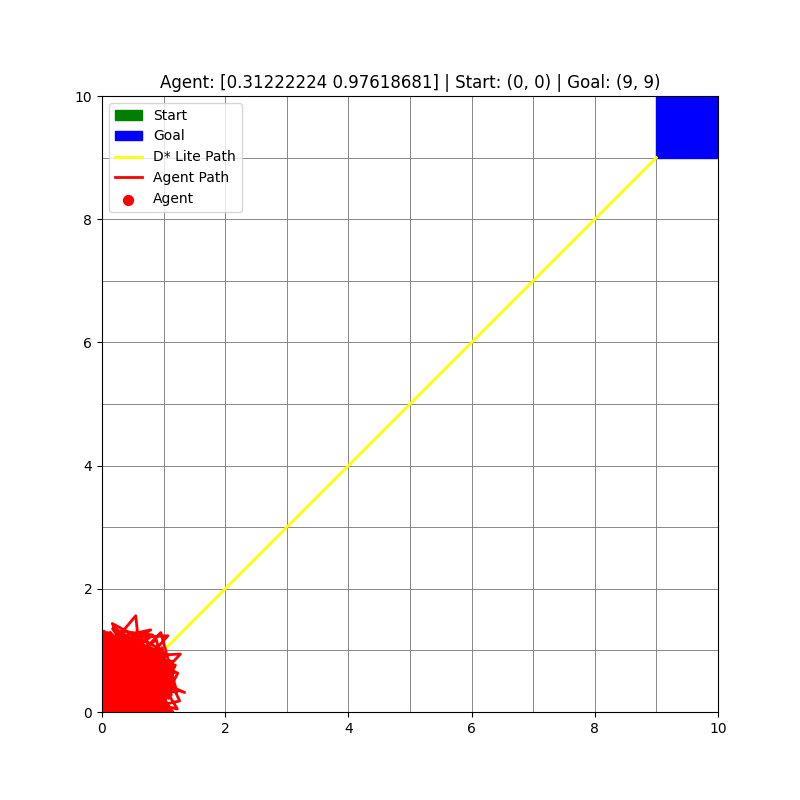 Agent: [0.31222224 0.97618681] | Start: (0, 0) | Goal: (9, 9)
10
Start
Goal
D* Lite Path
Agent Path
Agent
8
6
4
2
0
0 2 4 6 8 10